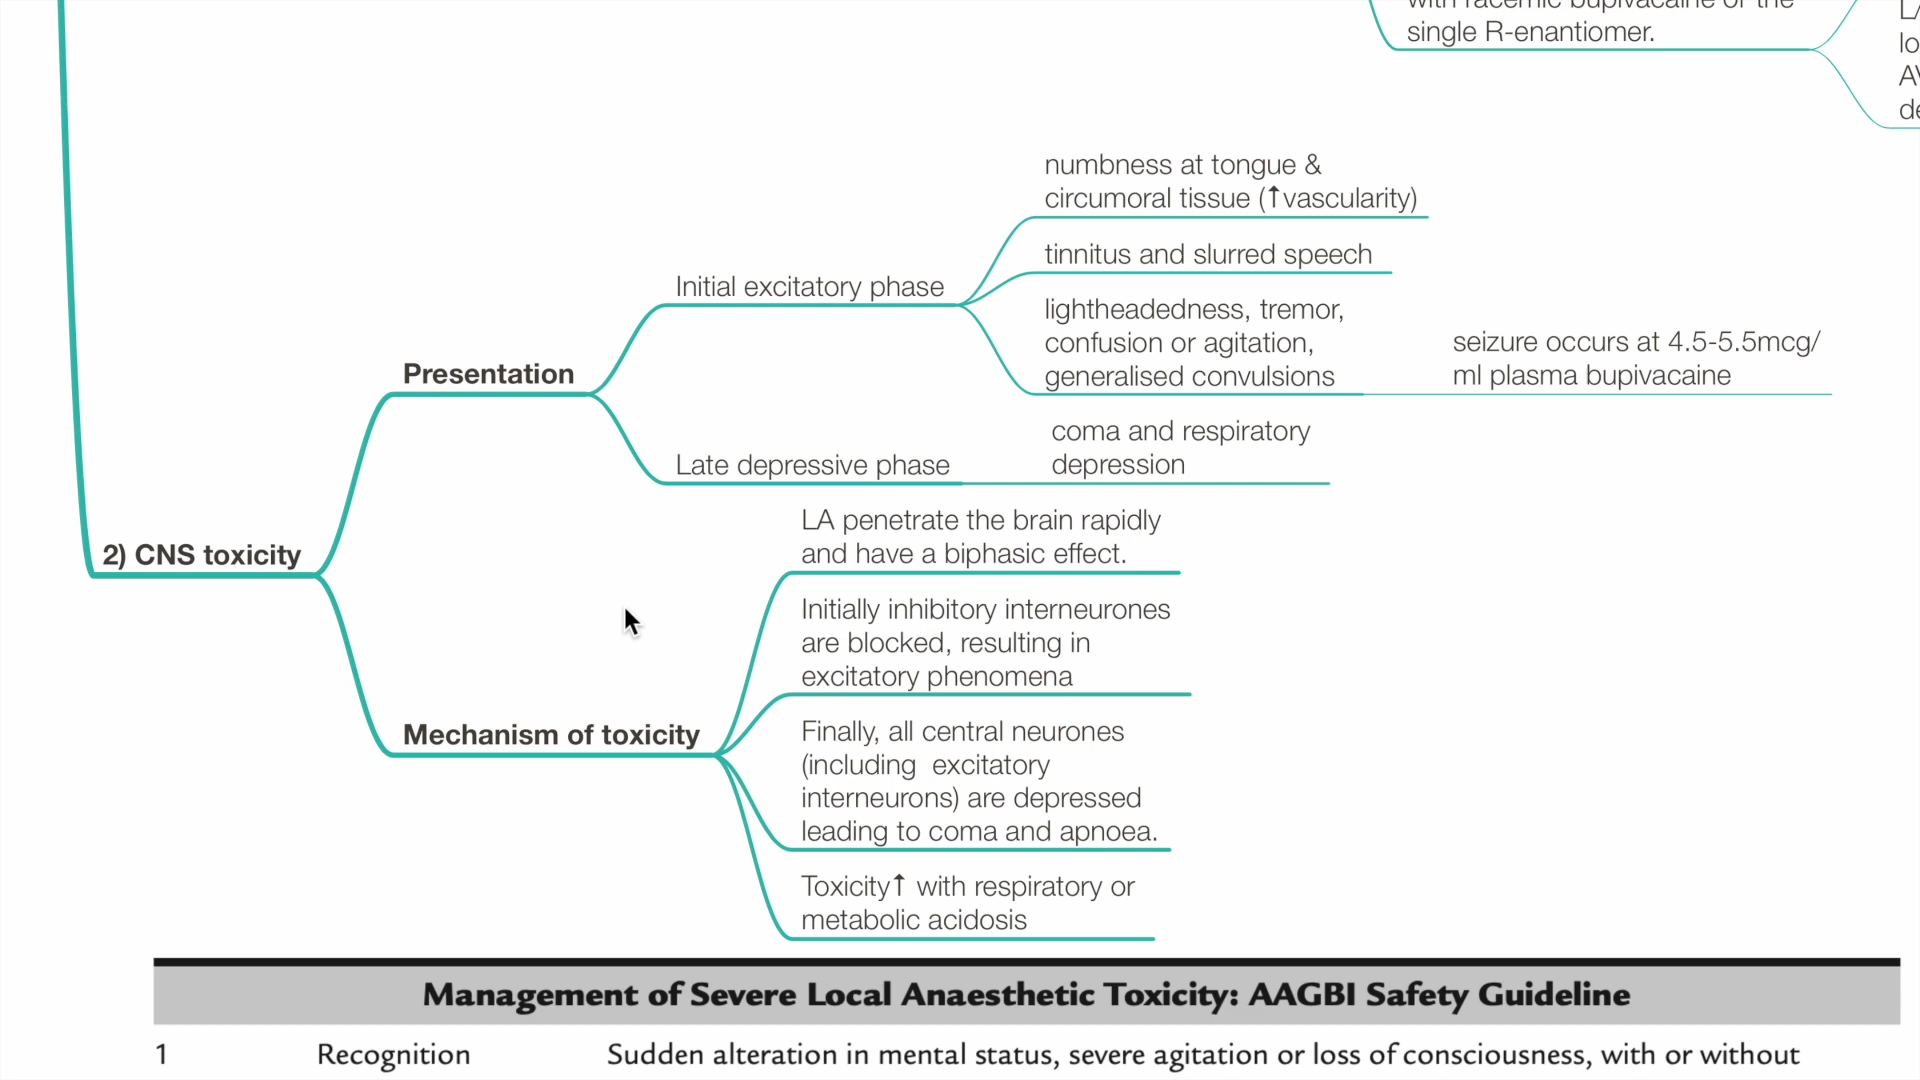 single R-enantiomer.
numbness at tongue &
circumoral tissue (↑vascularity)
tinnitus and slurred speech
Initial excitatory phase
lightheadedness, tremor,
confusion or agitation,
generalised convulsions
seizure occurs at 4.5-5.5mcg/
ml plasma bupivacaine
Presentation
Late depressive phase
coma and respiratory
depression
2) CNS toxicity
LA penetrate the brain rapidly
and have a biphasic effect.
Initially inhibitory interneurones
are blocked, resulting in
excitatory phenomena
Mechanism of toxicity
Finally, all central neurones
(including  excitatory
interneurons) are depressed
leading to coma and apnoea.
Toxicity↑ with respiratory or
metabolic acidosis
Management of Severe Local Anaesthetic Toxicity: AAGBI Safety Guideline
1 Recognition Sudden alteration in mental status, severe agitation or loss of consciousness, with or without